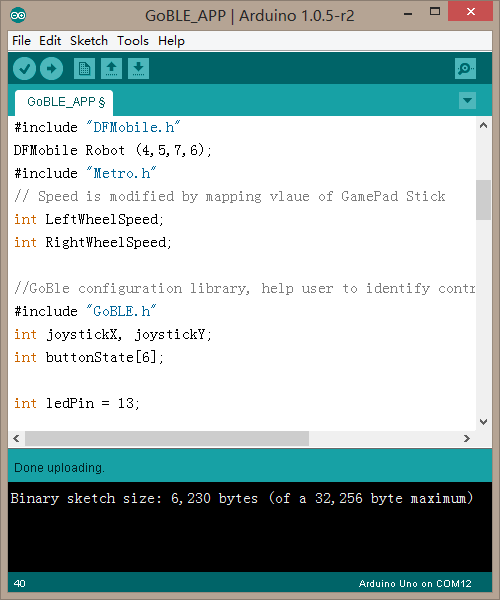 GoBLE_APP | Arduino 1.0.5-r2
File Edit Sketch Tools Help
GoBLE_APP §
#include "DFMobile.h"
DFMobile Robot (4,5,7,6);
#include "Metro.h"
// Speed is modified by mapping vlaue of GamePad Stick
int LeftWheelSpeed;
int RightWheelSpeed;
//GoBle configuration library, help user to identify contr
#include "GoBLE.h"
int joystickX, joystickY;
int buttonState[6];
int ledPin = 13;
Done uploading.
Binary sketch size: 6,230 bytes (of a 32,256 byte maximum)
40
Arduino Uno on COM12